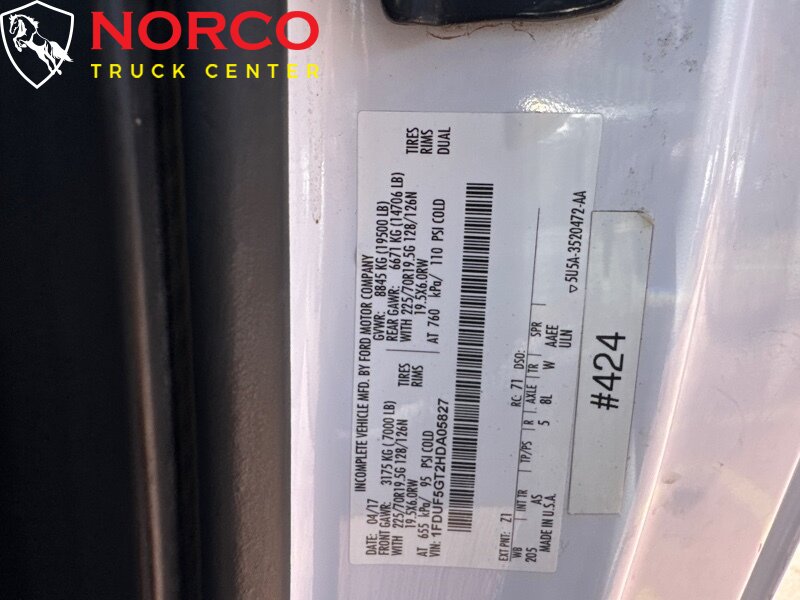 NORCO
TRUCK CENTER
INCOMPLETE VEHICLE MFD. BY FORD MOTOR COMPANY
DATE: 04/17 GVWR: 8845 KG (19500 LB)
FRONT GAWR: 3175 KG (7000 LB) REAR GAWR: 6671 KG (14706 LB)
WITH 225/70R19.5G 128/126N TIRES WITH 225/70R19.5G 128/126N TIRES
19.5X6.0RW RIMS 19.5X6.0RW RIMS
AT 655 kPa/ 95 PSI COLD AT 760 kPa/ 110 PSI COLD DUAL
VIN: 1FDUF5GT2HDA05827
EXT PNT: Z1 RC: 71 DSO:
WB INT TR TP/PS R AXLE TR SPR
205 AS 5 8L W AAEE
MADE IN U.S.A. ULN
▽5U5A-3520472-AA
#424